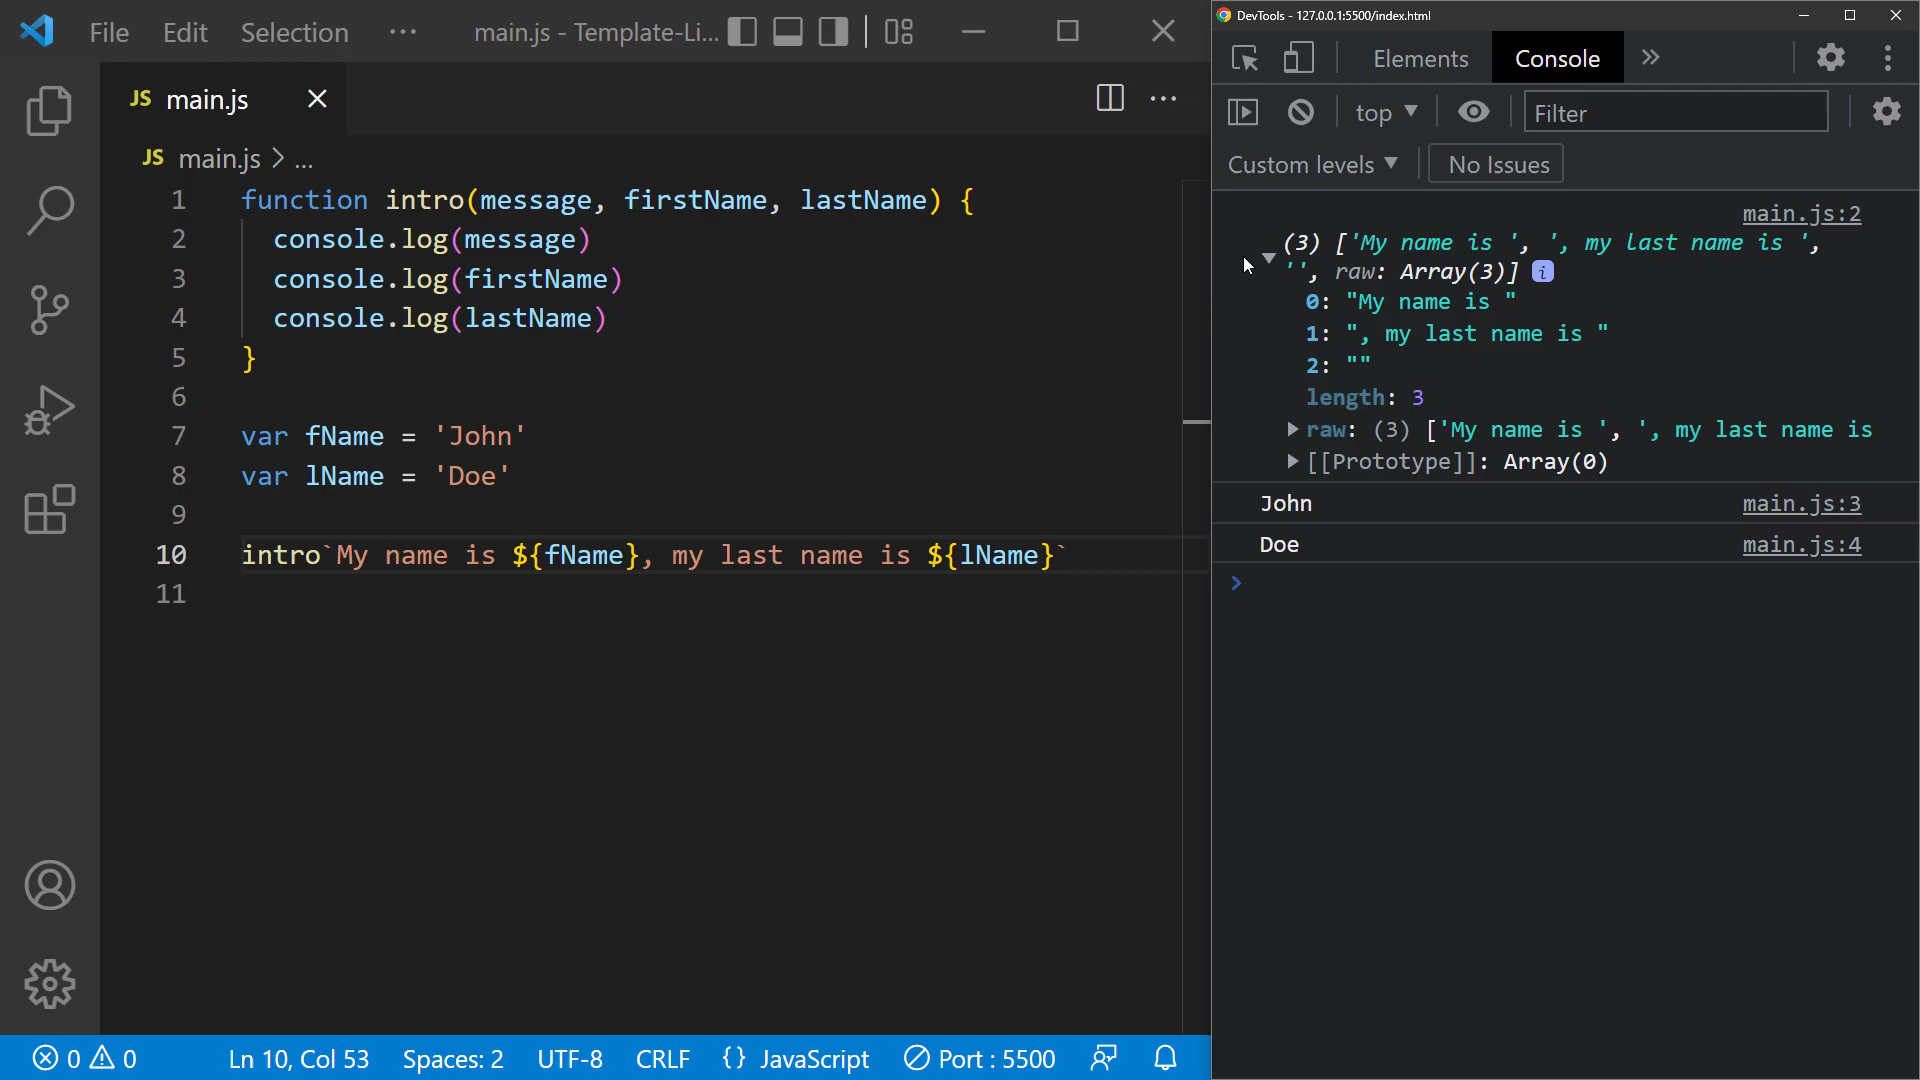 File Edit Selection ··· main.js - Template-Li...
JS main.js
JS main.js > ...
1 function intro(message, firstName, lastName) {
2 console.log(message)
3 console.log(firstName)
4 console.log(lastName)
5 }
6
7 var fName = 'John'
8 var lName = 'Doe'
9
10 intro`My name is ${fName}, my last name is ${lName}`
11
0 0 Ln 10, Col 53 Spaces: 2 UTF-8 CRLF {} JavaScript Port : 5500
DevTools - 127.0.0.1:5500/index.html
Elements Console »
top Filter
Custom levels No Issues
main.js:2
(3) ['My name is ', ', my last name is ',
'', raw: Array(3)] i
0: "My name is "
1: ", my last name is "
2: ""
length: 3
raw: (3) ['My name is ', ', my last name is
[[Prototype]]: Array(0)
John main.js:3
Doe main.js:4
>